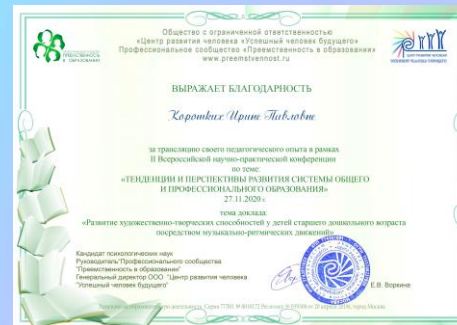 Общество с ограниченной ответственностью
«Центр развития человека «Успешный человек будущего»
Профессиональное сообщество «Преемственность в образовании»
www.preemstvennost.ru
ПРЕЕМСТВЕННОСТЬ
В ОБРАЗОВАНИИ
ВЫРАЖАЕТ БЛАГОДАРНОСТЬ
Коротких Ирине Павловне
за трансляцию своего педагогического опыта в рамках
II Всероссийской научно-практической конференции
по теме:
«ТЕНДЕНЦИИ И ПЕРСПЕКТИВЫ РАЗВИТИЯ СИСТЕМЫ ОБЩЕГО
И ПРОФЕССИОНАЛЬНОГО ОБРАЗОВАНИЯ»
27.11.2020 г.
тема доклада:
«Развитие художественно-творческих способностей у детей старшего дошкольного возраста
посредством музыкально-ритмических движений»
Кандидат психологических наук
Руководитель Профессионального сообщества
"Преемственность в образовании"
Генеральный директор ООО "Центр развития человека
"Успешный человек будущего"
Е.В. Воркина